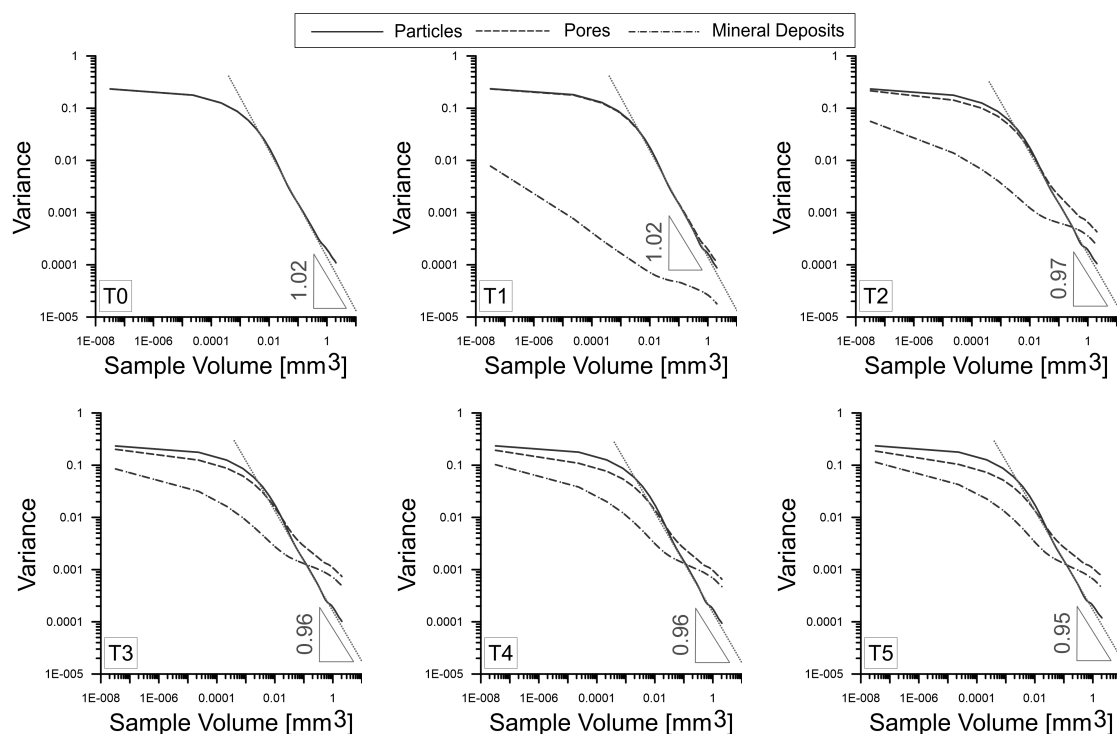 Particles Pores Mineral Deposits
1
0.1
0.01
0.001
0.0001
1E-005
Variance
1.02
T0
1E-008 1E-006 0.0001 0.01 1
Sample Volume [mm3]
1
0.1
0.01
0.001
0.0001
1E-005
Variance
1.02
T1
1E-008 1E-006 0.0001 0.01 1
Sample Volume [mm3]
1
0.1
0.01
0.001
0.0001
1E-005
Variance
0.97
T2
1E-008 1E-006 0.0001 0.01 1
Sample Volume [mm3]
1
0.1
0.01
0.001
0.0001
1E-005
Variance
0.96
T3
1E-008 1E-006 0.0001 0.01 1
Sample Volume [mm3]
1
0.1
0.01
0.001
0.0001
1E-005
Variance
0.96
T4
1E-008 1E-006 0.0001 0.01 1
Sample Volume [mm3]
1
0.1
0.01
0.001
0.0001
1E-005
Variance
0.95
T5
1E-008 1E-006 0.0001 0.01 1
Sample Volume [mm3]